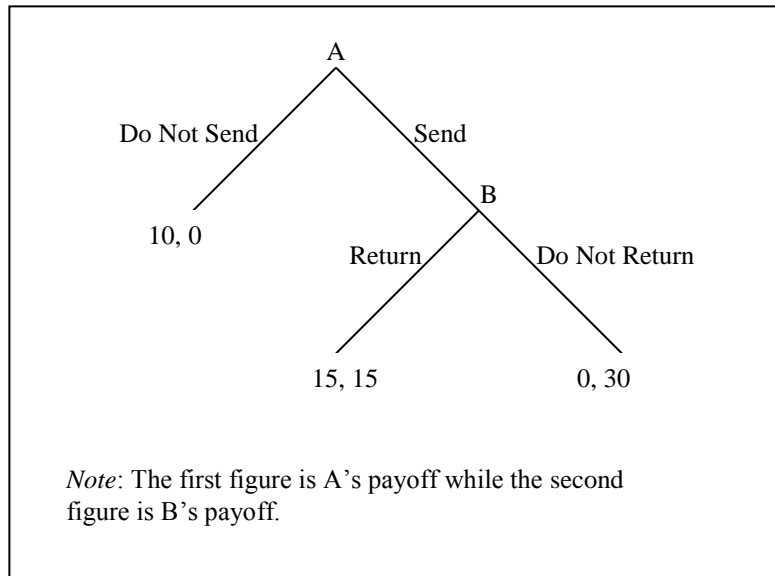 A
Do Not Send
Send
B
10, 0
Return
Do Not Return
15, 15
0, 30
Note: The first figure is A’s payoff while the second
figure is B’s payoff.